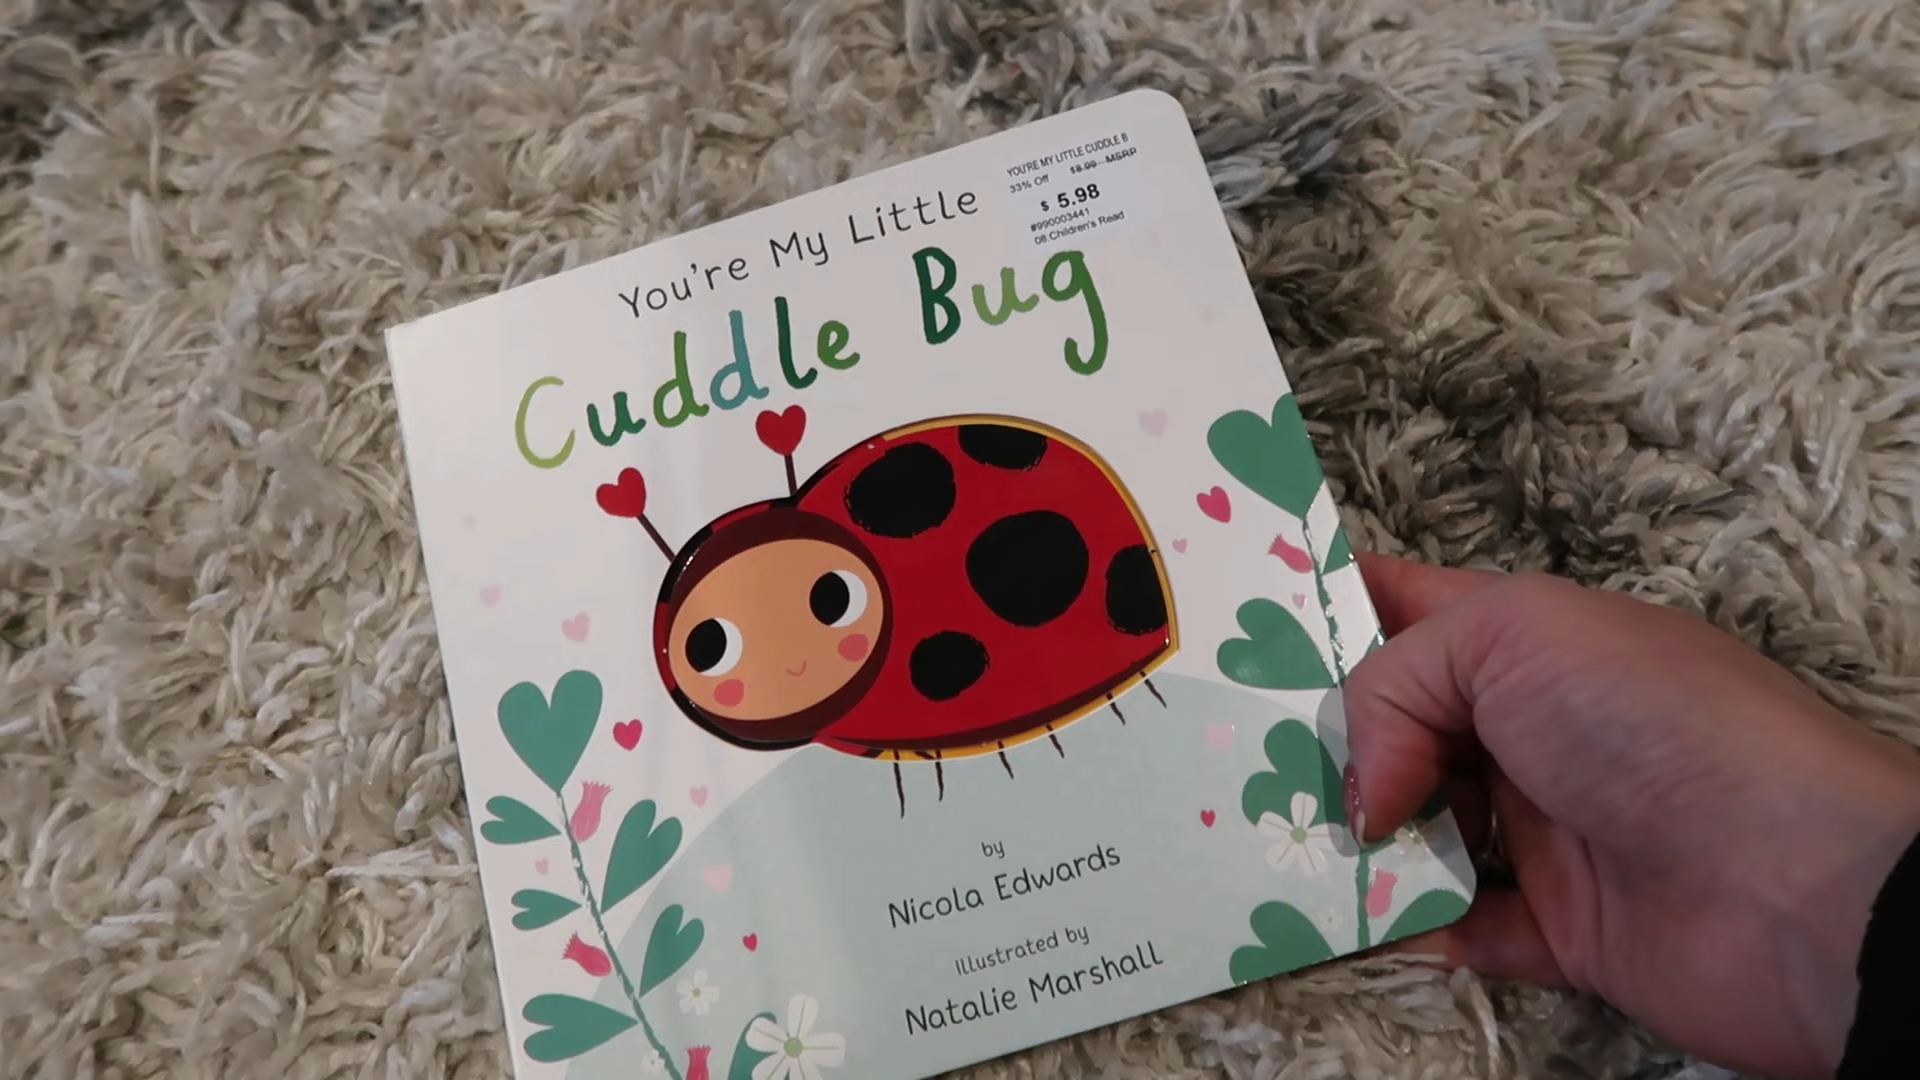 YOU'RE MY LITTLE CUDDLE B
33% Off $8.99 MSRP
$ 5.98
#990003441
08:Children's Read
You're My Little
Cuddle Bug
by
Nicola Edwards
Illustrated by
Natalie Marshall